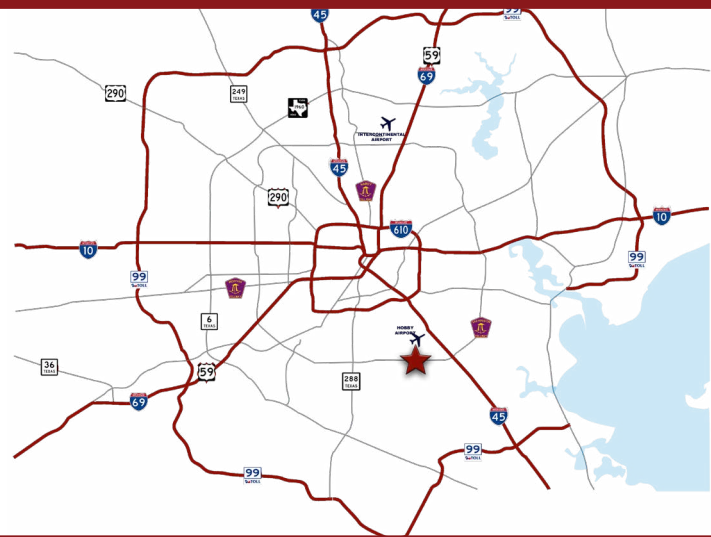 45
99
TOLL
59
69
290
249
TEXAS
1960
INTERCONTINENTAL
AIRPORT
45
290
610
10
10
99
TOLL
99
TOLL
6
TEXAS
HOBBY
AIRPORT
36
TEXAS
59
288
TEXAS
69
45
99
TOLL
99
TOLL